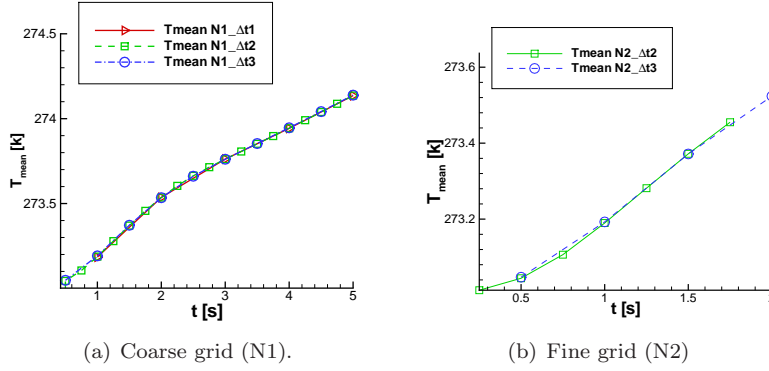 274.5
274
273.5
T_mean [k]
Tmean N1_Δt1
Tmean N1_Δt2
Tmean N1_Δt3
1
2
3
4
5
t [s]
(a) Coarse grid (N1).
273.6
273.4
273.2
T_mean [k]
Tmean N2_Δt2
Tmean N2_Δt3
0.5
1
1.5
t [s]
(b) Fine grid (N2)